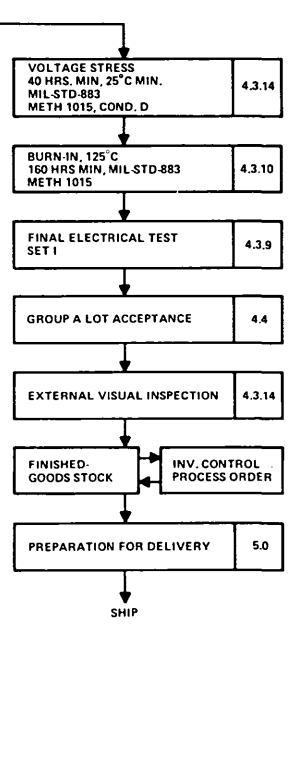 VOLTAGE STRESS
40 HRS. MIN, 25°C MIN.
MIL-STD-883
METH 1015, COND. D
4.3.14
BURN-IN, 125°C
160 HRS MIN, MIL-STD-883
METH 1015
4.3.10
FINAL ELECTRICAL TEST
SET I
4.3.9
GROUP A LOT ACCEPTANCE
4.4
EXTERNAL VISUAL INSPECTION
4.3.14
FINISHED-
GOODS STOCK
INV. CONTROL
PROCESS ORDER
PREPARATION FOR DELIVERY
5.0
SHIP